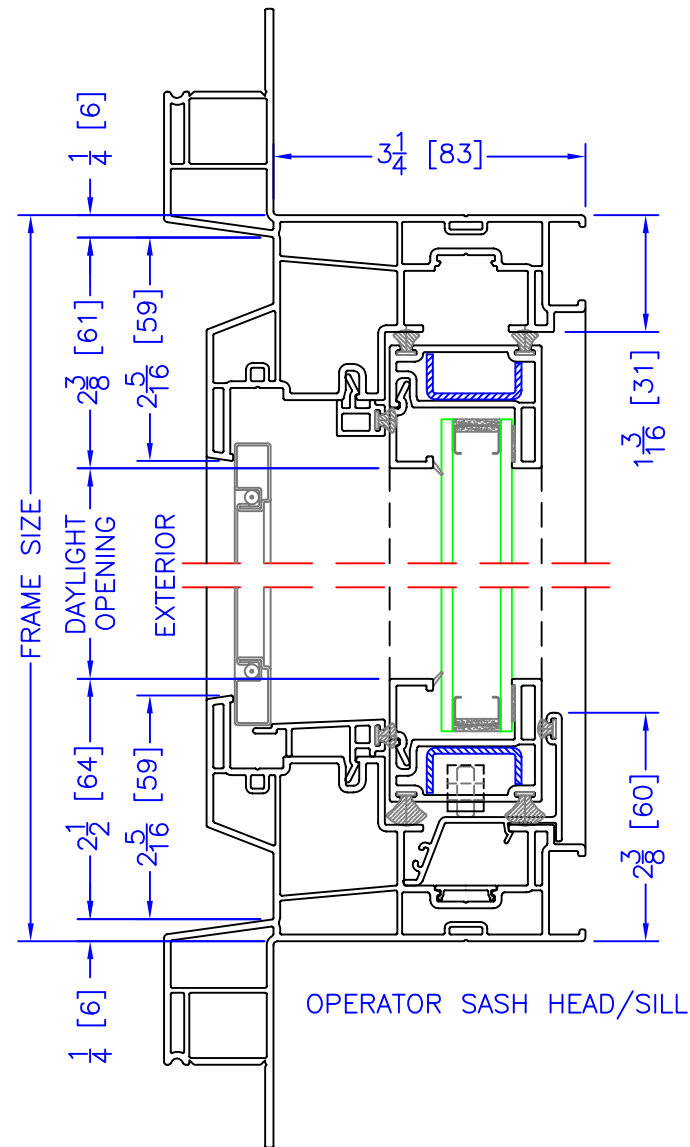 1/4 [6]
3 1/4 [83]
2 3/8 [61]
2 5/16 [59]
1 3/16 [31]
FRAME SIZE
DAYLIGHT
OPENING
EXTERIOR
2 1/2 [64]
2 5/16 [59]
2 3/8 [60]
1/4 [6]
OPERATOR SASH HEAD/SILL